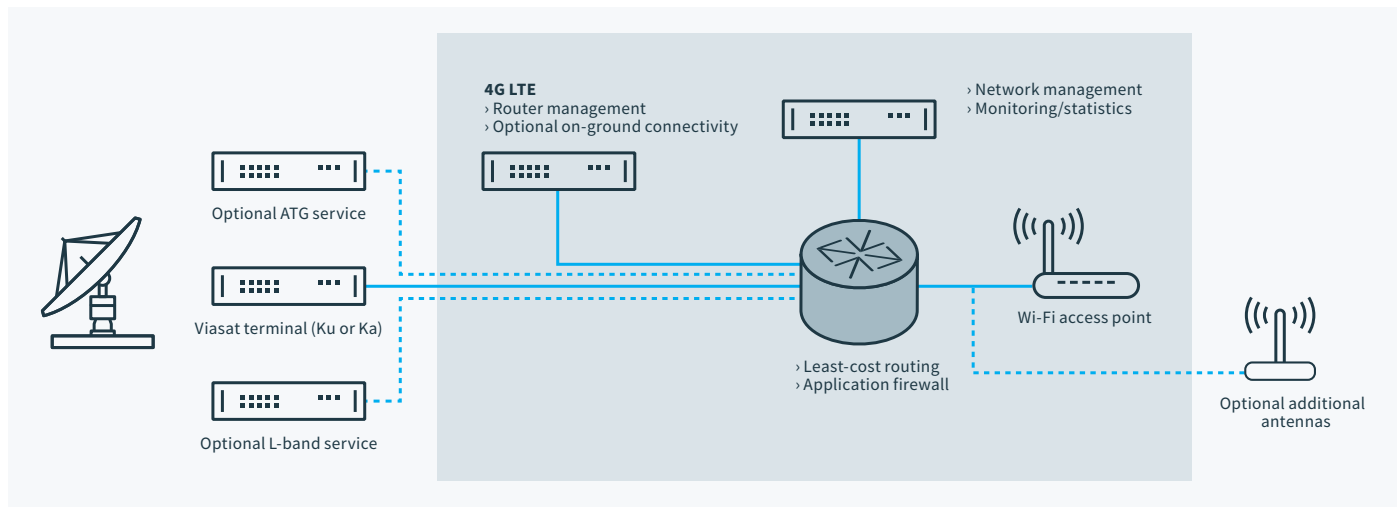 4G LTE
› Router management
› Optional on-ground connectivity
› Network management
› Monitoring/statistics
Optional ATG service
Viasat terminal (Ku or Ka)
Wi-Fi access point
› Least-cost routing
› Application firewall
Optional additional
antennas
Optional L-band service